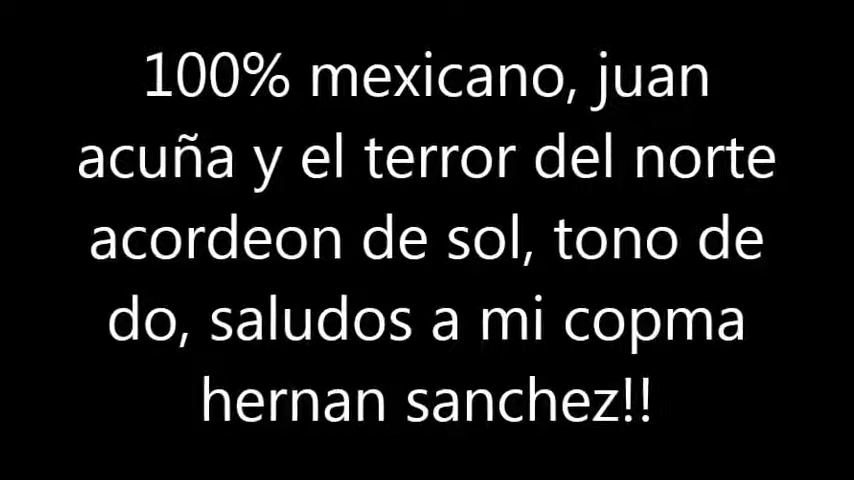 100% mexicano, juan
acuña y el terror del norte
acordeon de sol, tono de
do, saludos a mi copma
hernan sanchez!!